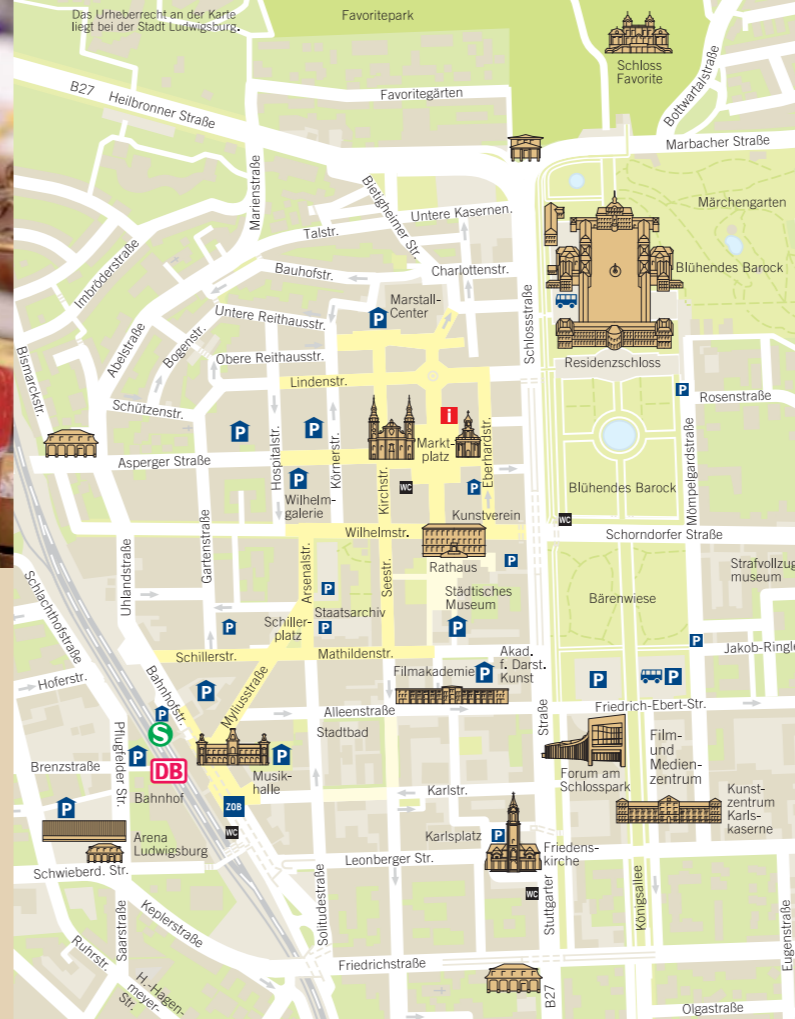 Das Urheberrecht an der Karte
liegt bei der Stadt Ludwigsburg.
Favoritepark
Schloss
Favorite
Bottwartalstraße
B27
Heilbronner Straße
Favoritegärten
Marbacher Straße
Marienstraße
Bietigheimer Str.
Untere Kasernen.
Märchengarten
Talstr.
Imbröderstraße
Bauhofstr.
Charlottenstr.
Blühendes Barock
Marstall-
Center
P
Schlossstraße
Untere Reithausstr.
Abelstraße
Bogenstr.
Obere Reithausstr.
Residenzschloss
Bismarckstr.
Lindenstr.
P
Rosenstraße
Schützenstr.
i
P
P
Markt-
platz
Eberhardstr.
Mömpelgardstraße
Asperger Straße
Hospitalstr.
Körnerstr.
Kirchstr.
P
Wilhelm-
galerie
WC
P
Blühendes Barock
Kunstverein
WC
Wilhelmstr.
Schorndorfer Straße
Gartenstraße
Uhlandstraße
Arsenalstr.
Seestr.
Rathaus
P
Strafvollzug
museum
Schlachthofstraße
P
Städtisches
Museum
Bärenwiese
Staatsarchiv
P
Schiller-
platz
P
P
P
Jakob-Ringle
Schillerstr.
Mathildenstr.
Akad.
f. Darst.
Kunst
Filmakademie
P
P
P
Hoferstr.
Bahnhofstr.
P
Myliusstraße
Alleenstraße
Straße
Friedrich-Ebert-Str.
P
S
Pflugfelder Str.
Stadtbad
Film-
und
Medien-
zentrum
P
P
Brenzstraße
DB
Musik-
halle
Forum am
Schlosspark
Bahnhof
ZOB
Karlstr.
Kunst-
zentrum
Karls-
kaserne
P
WC
Karlsplatz
P
Arena
Ludwigsburg
Friedens-
kirche
Leonberger Str.
Schwieberd. Str.
WC
Stuttgarter
Königsallee
Solitudestraße
Keplerstraße
Saarstraße
Eugenstraße
Ruhrstr.
Friedrichstraße
H.-Hagen-
meyer-
Str.
B27
Olgastraße